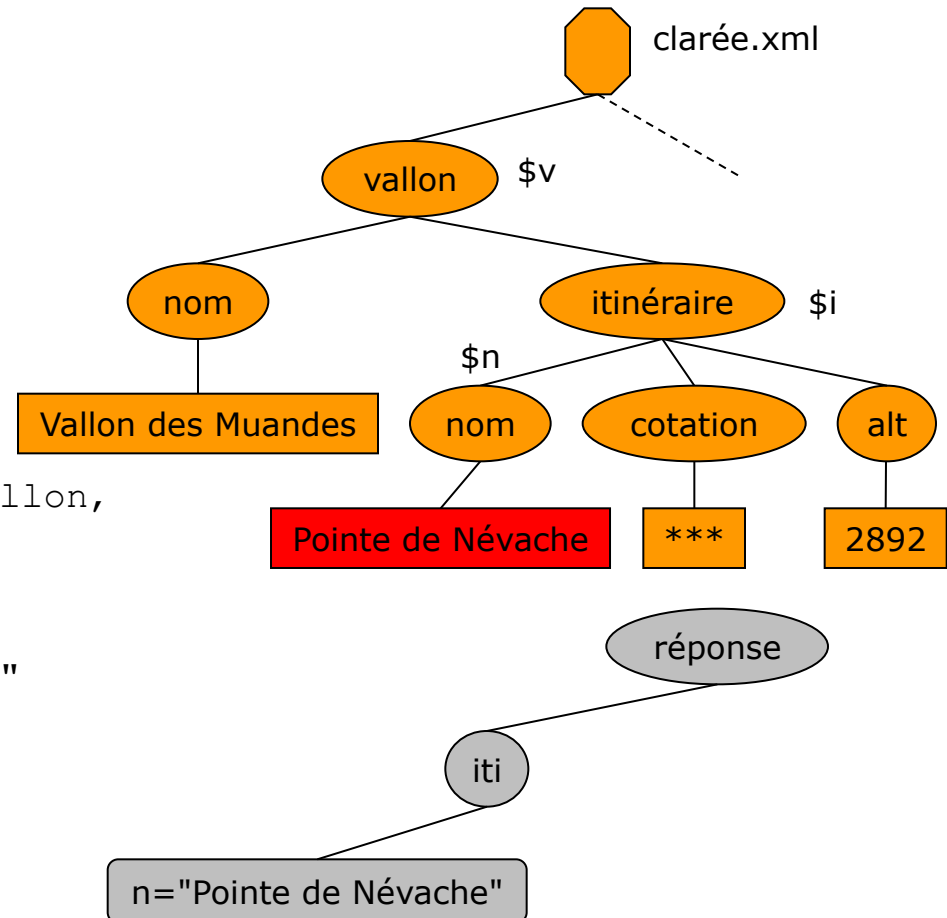 clarée.xml
vallon $v
nom itinéraire $i
$n
Vallon des Muandes nom cotation alt
llon,
Pointe de Névache *** 2892
réponse
"
iti
n="Pointe de Névache"